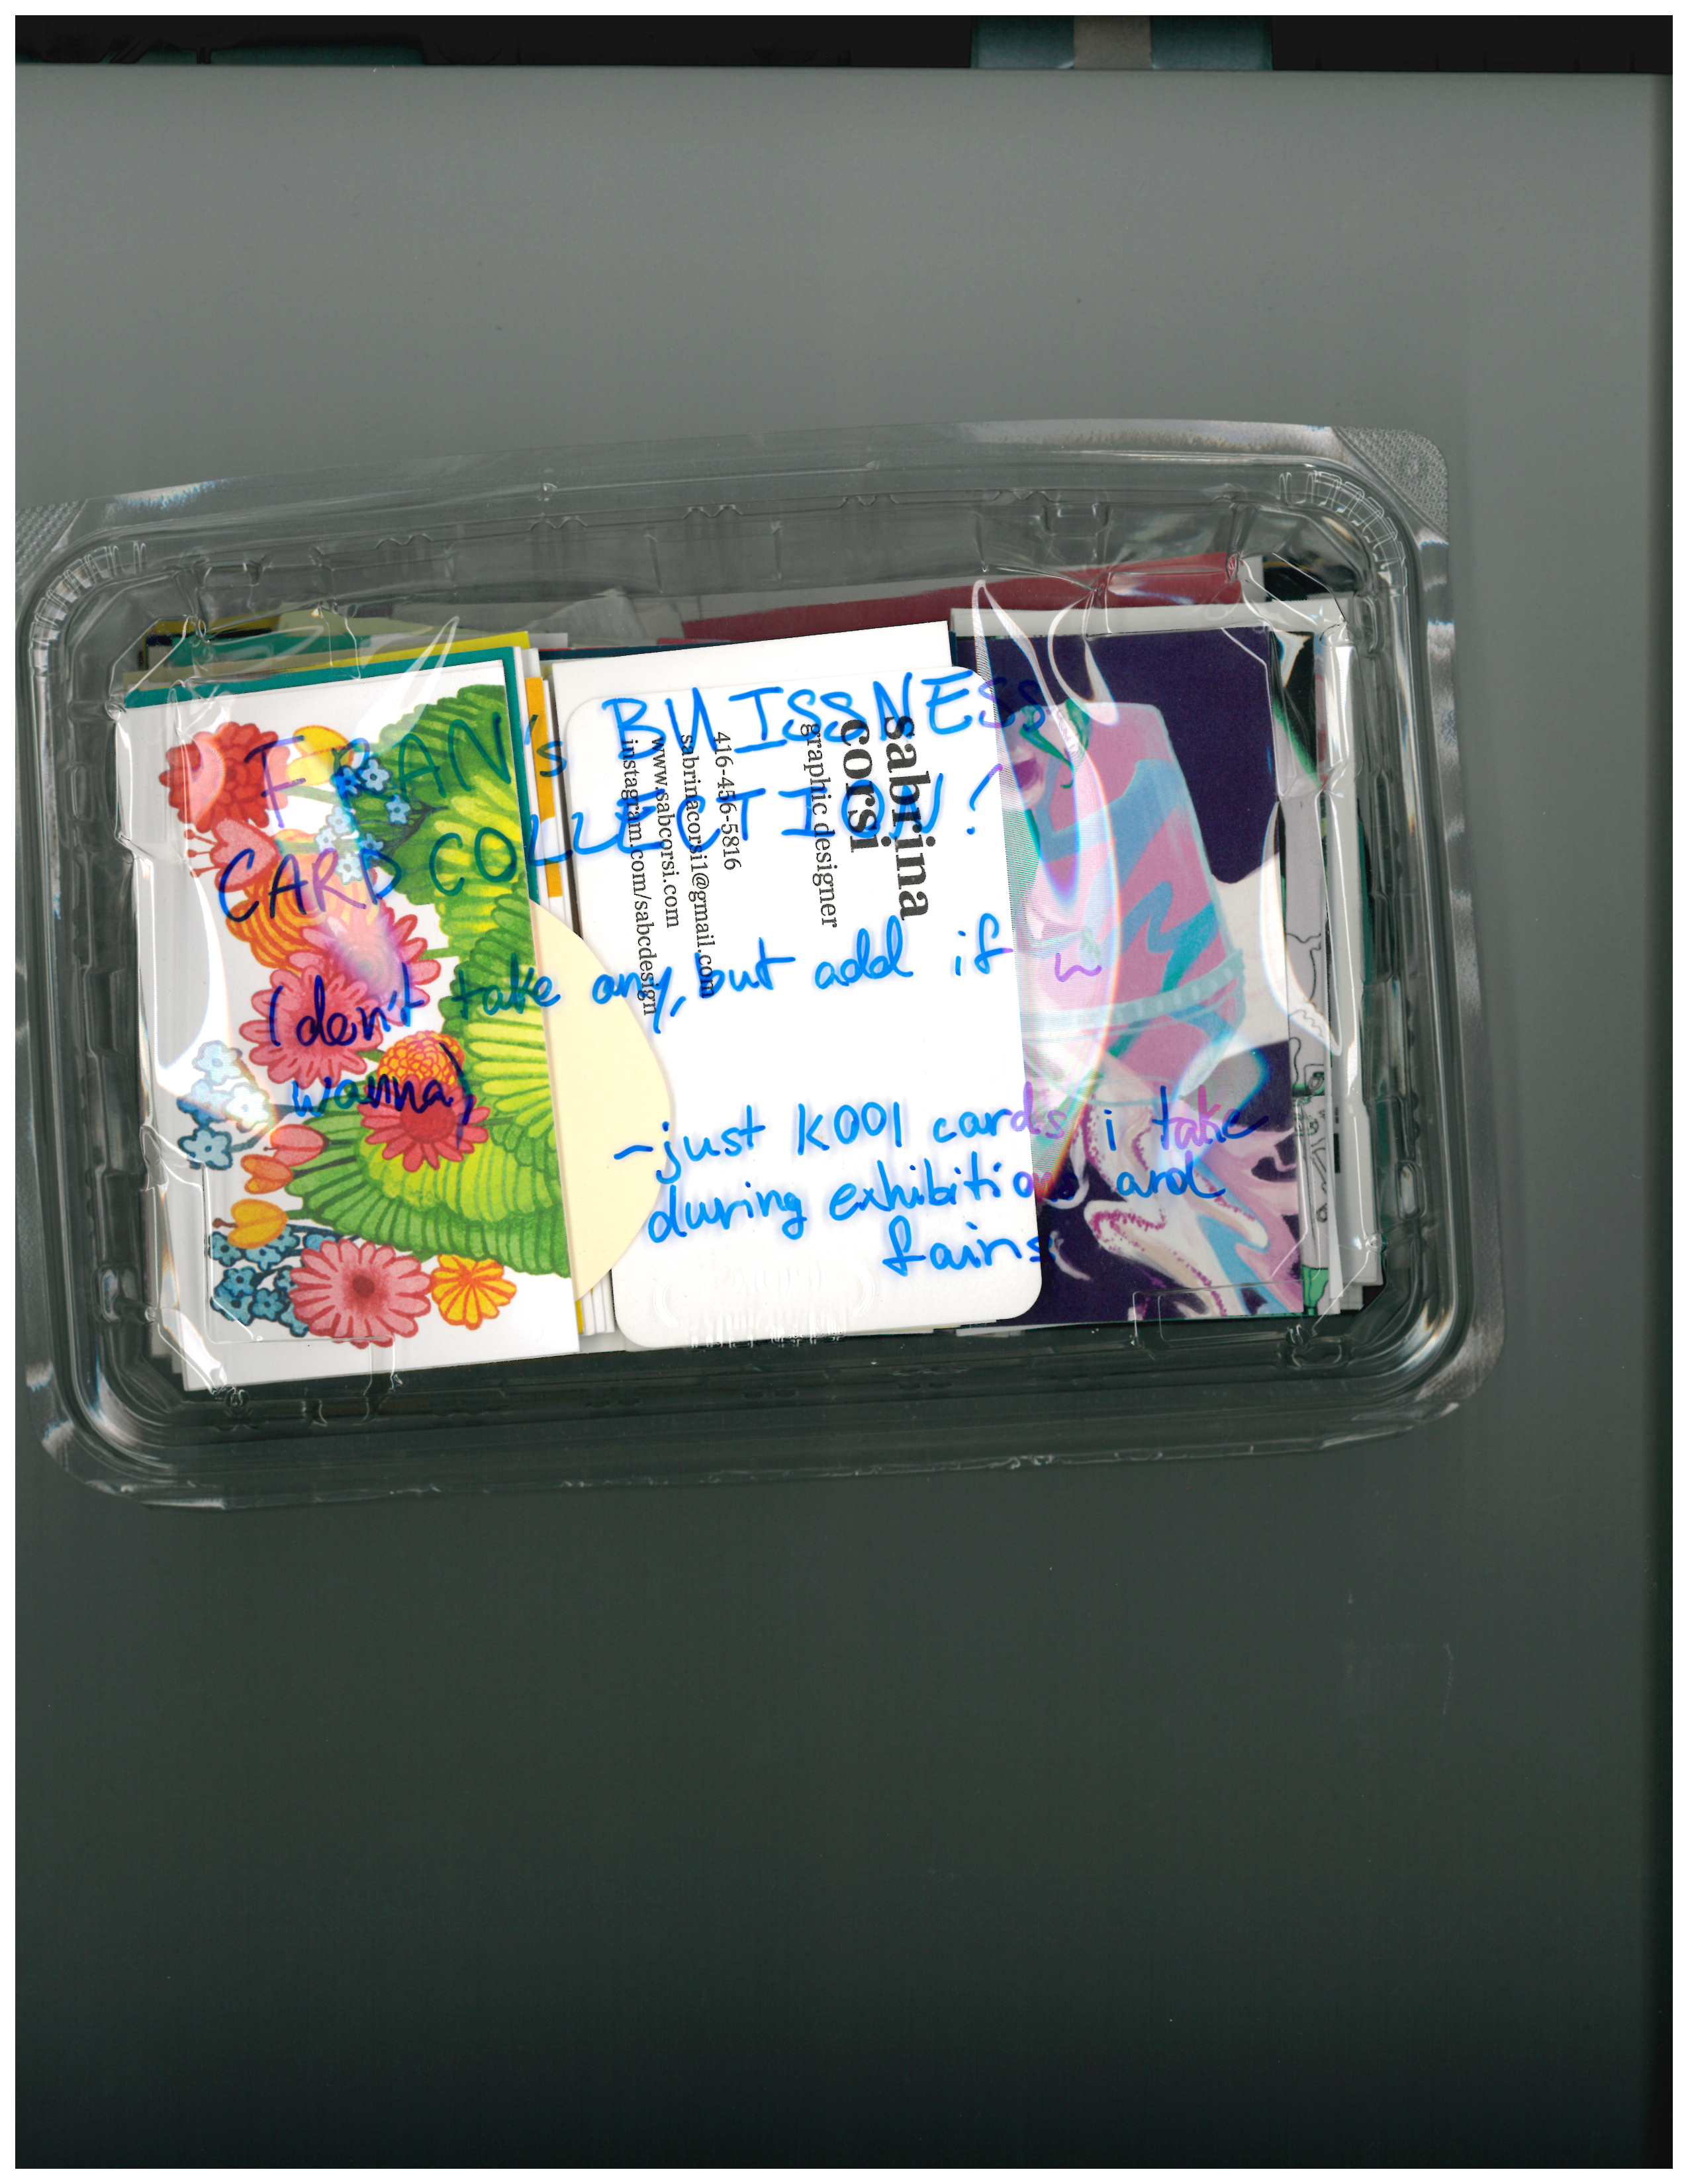 FRAN's BUISSNESS
CARD COLLECTION!
(don't take any, but add if u
wanna)
~just KOOl cards i take
during exhibitions and
fairs
sabrina
corsi
graphic designer
416-456-5816
sabrinacorsi1@gmail.com
www.sabcorsi.com
instagram.com/sabcdesign